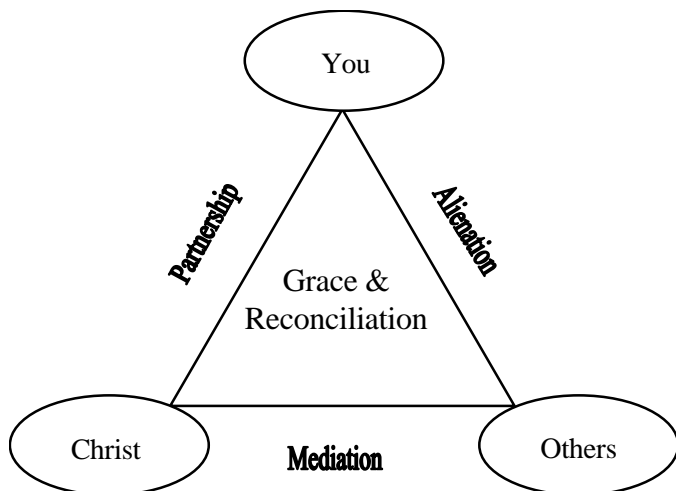 You
Partnership
Alienation
Grace &
Reconciliation
Christ
Mediation
Others